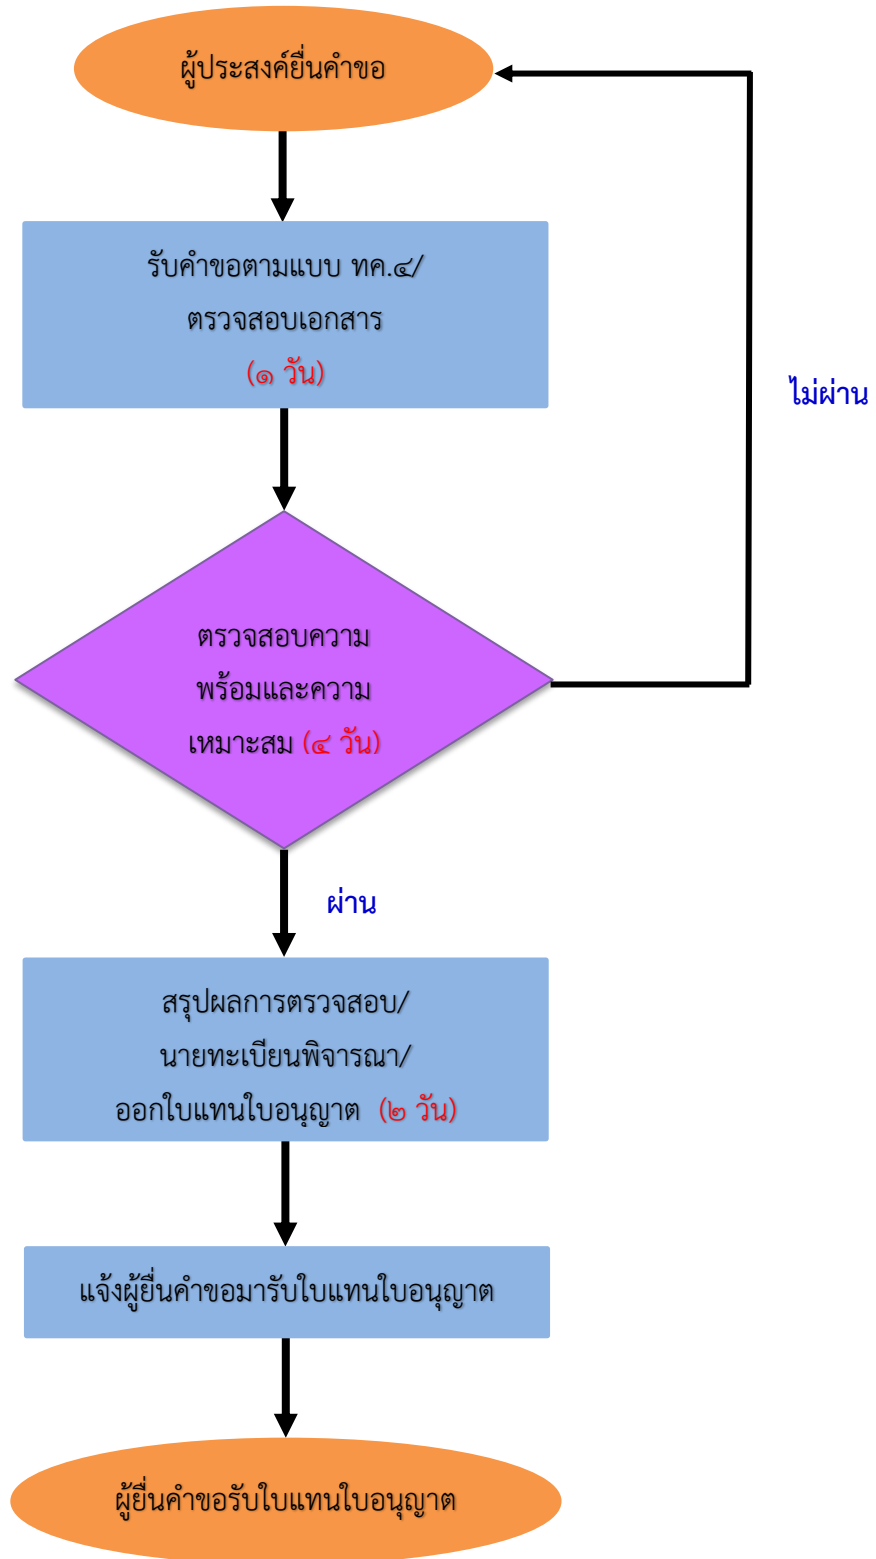 ผู้ประสงค์ยื่นคำขอ
รับคำขอตามแบบ ทค.๔/
ตรวจสอบเอกสาร
(๑ วัน)
ไม่ผ่าน
ตรวจสอบความ
พร้อมและความ
เหมาะสม (๔ วัน)
ผ่าน
สรุปผลการตรวจสอบ/
นายทะเบียนพิจารณา/
ออกใบแทนใบอนุญาต (๒ วัน)
แจ้งผู้ยื่นคำขอมารับใบแทนใบอนุญาต
ผู้ยื่นคำขอรับใบแทนใบอนุญาต